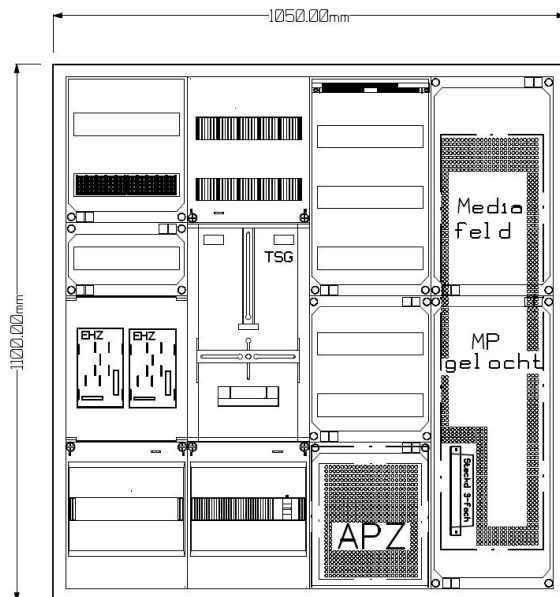 1050.00mm
1100.00mm
TSG
Media
feld
EHZ
EHZ
MP
gelocht
Steckd 3-fach
APZ